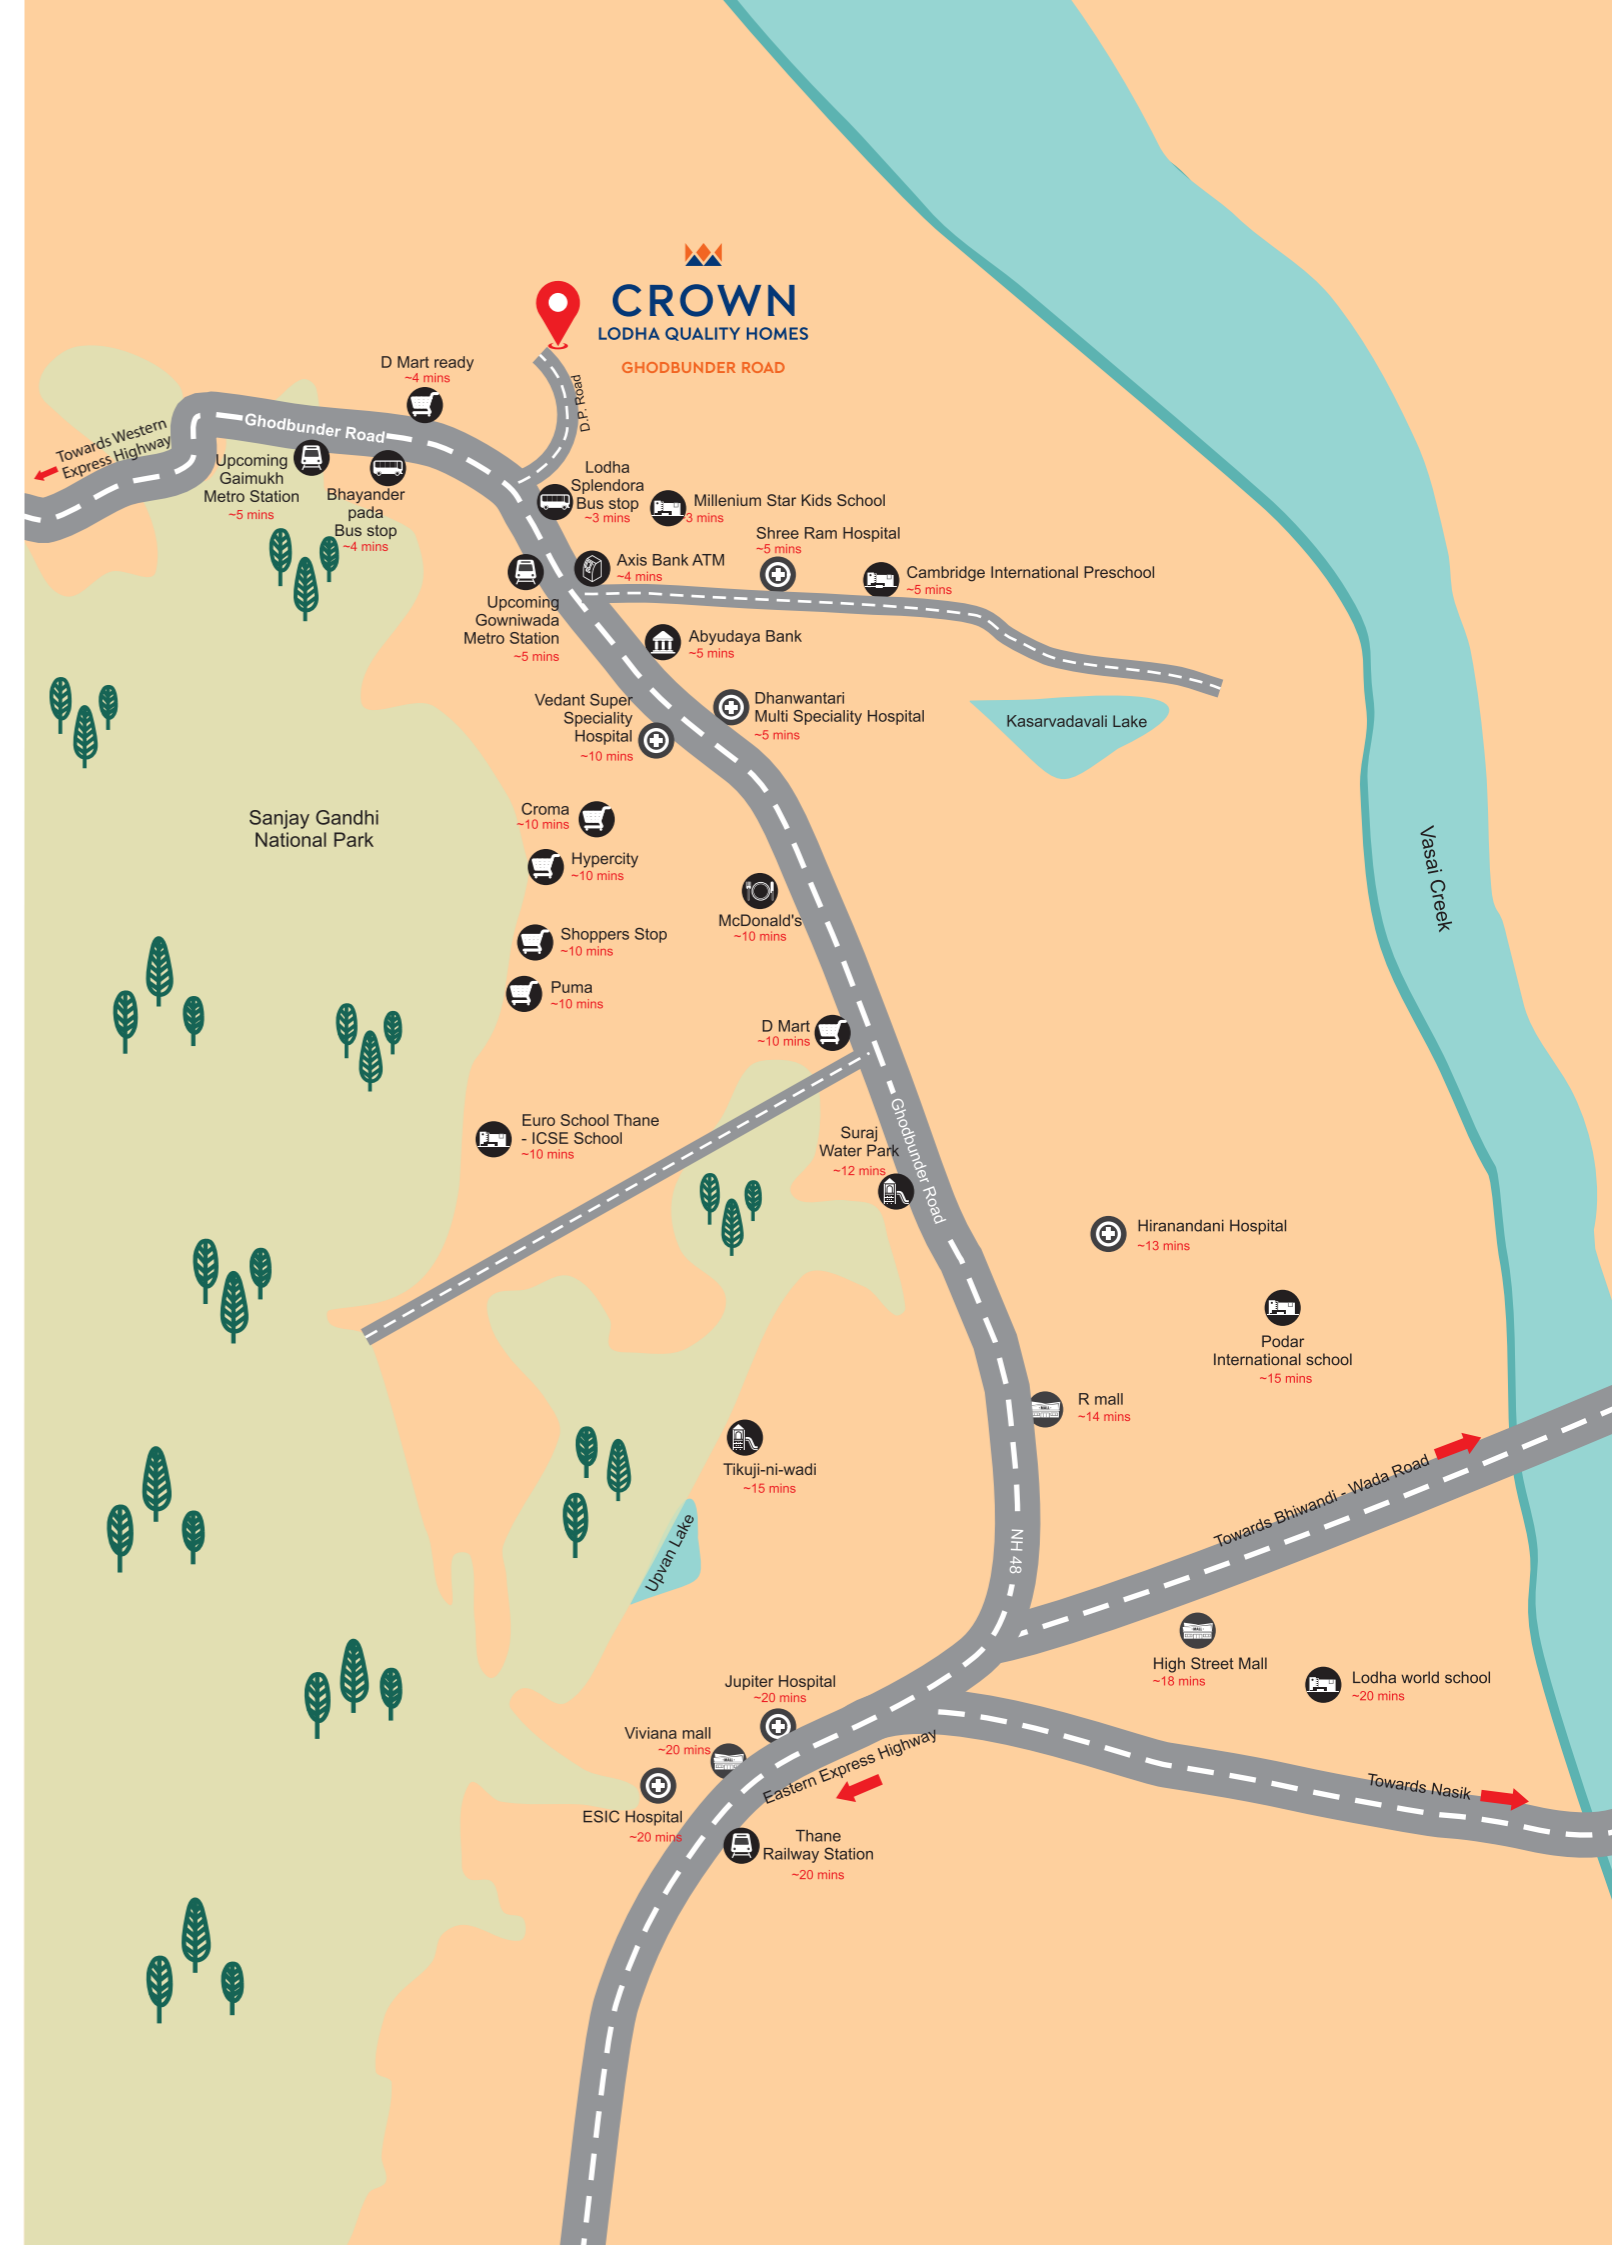 CROWN
LODHA QUALITY HOMES
GHODBUNDER ROAD
D Mart ready
~4 mins
D.P. Road
Ghodbunder Road
Towards Western
Express Highway
Upcoming
Gaimukh
Metro Station
~5 mins
Bhayander
pada
Bus stop
~4 mins
Lodha
Splendora
Bus stop
~3 mins
Millenium Star Kids School
3 mins
Shree Ram Hospital
~5 mins
Axis Bank ATM
~4 mins
Cambridge International Preschool
~5 mins
Upcoming
Gowniwada
Metro Station
~5 mins
Abyudaya Bank
~5 mins
Vedant Super
Speciality
Hospital
~10 mins
Dhanwantari
Multi Speciality Hospital
~5 mins
Kasarvadavali Lake
Sanjay Gandhi
National Park
Croma
~10 mins
Hypercity
~10 mins
Vasai Creek
McDonald's
~10 mins
Shoppers Stop
~10 mins
Puma
~10 mins
D Mart
~10 mins
Ghodbunder Road
Euro School Thane
- ICSE School
~10 mins
Suraj
Water Park
~12 mins
Hiranandani Hospital
~13 mins
Podar
International school
~15 mins
R mall
~14 mins
Tikuji-ni-wadi
~15 mins
Upvan Lake
NH 48
Towards Bhiwandi - Wada Road
High Street Mall
~18 mins
Lodha world school
~20 mins
Jupiter Hospital
~20 mins
Viviana mall
~20 mins
Eastern Express Highway
Towards Nasik
ESIC Hospital
~20 mins
Thane
Railway Station
~20 mins